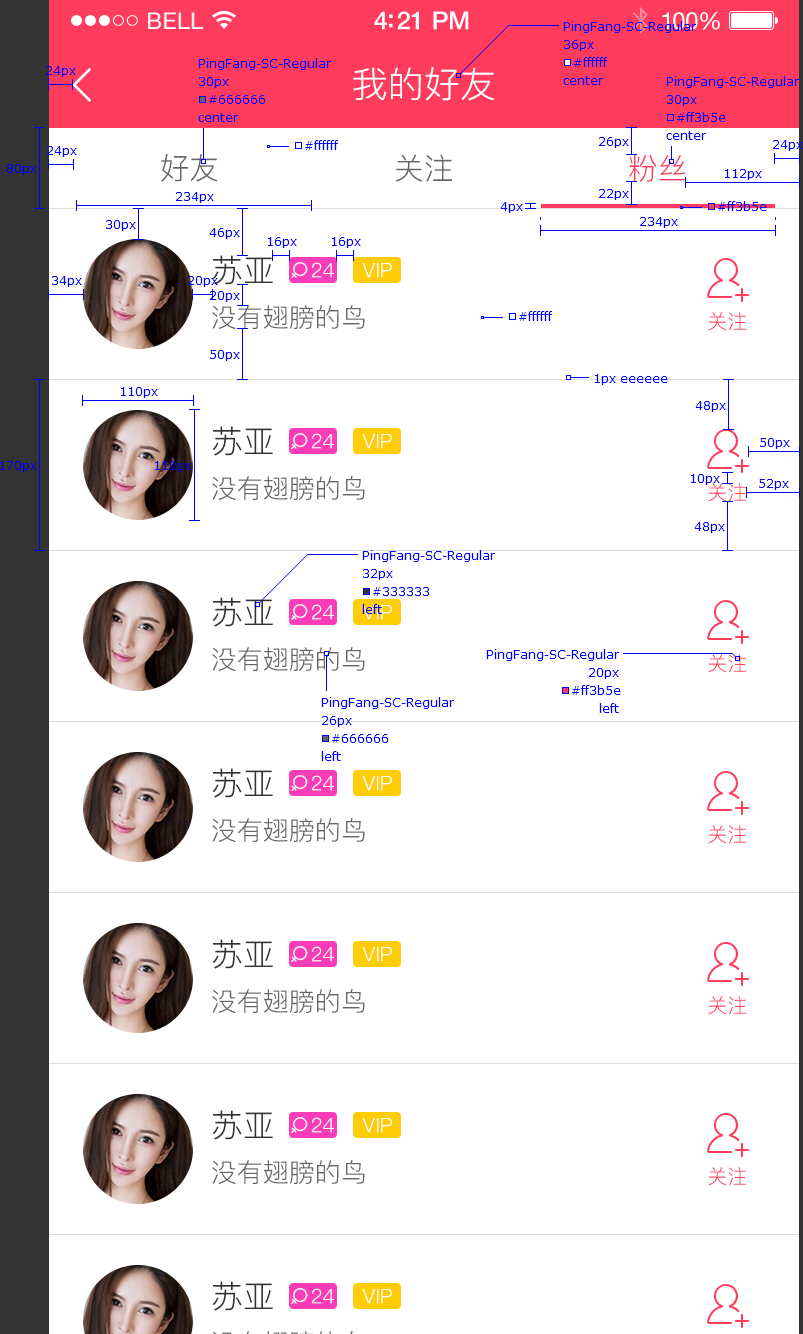 BELL 4:21 PM 100%
PingFang-SC-Regular
36px
#ffffff
center
24px
我的好友
PingFang-SC-Regular
30px
#666666
center
PingFang-SC-Regular
30px
#ff3b5e
center
80px
24px
好友
#ffffff
关注
26px
粉丝
24px
112px
22px
234px
4px
#ff3b5e
234px
30px
46px
16px
16px
34px
20px
苏亚 24 VIP
20px
没有翅膀的鸟
#ffffff
关注
50px
1px eeeeee
170px
110px
110px
苏亚 24 VIP
没有翅膀的鸟
48px
50px
10px
52px
关注
48px
PingFang-SC-Regular
32px
#333333
left
苏亚 24 VIP
没有翅膀的鸟
PingFang-SC-Regular
20px
#ff3b5e
left
关注
PingFang-SC-Regular
26px
#666666
left
苏亚 24 VIP
没有翅膀的鸟
关注
苏亚 24 VIP
没有翅膀的鸟
关注
苏亚 24 VIP
没有翅膀的鸟
关注
苏亚 24 VIP